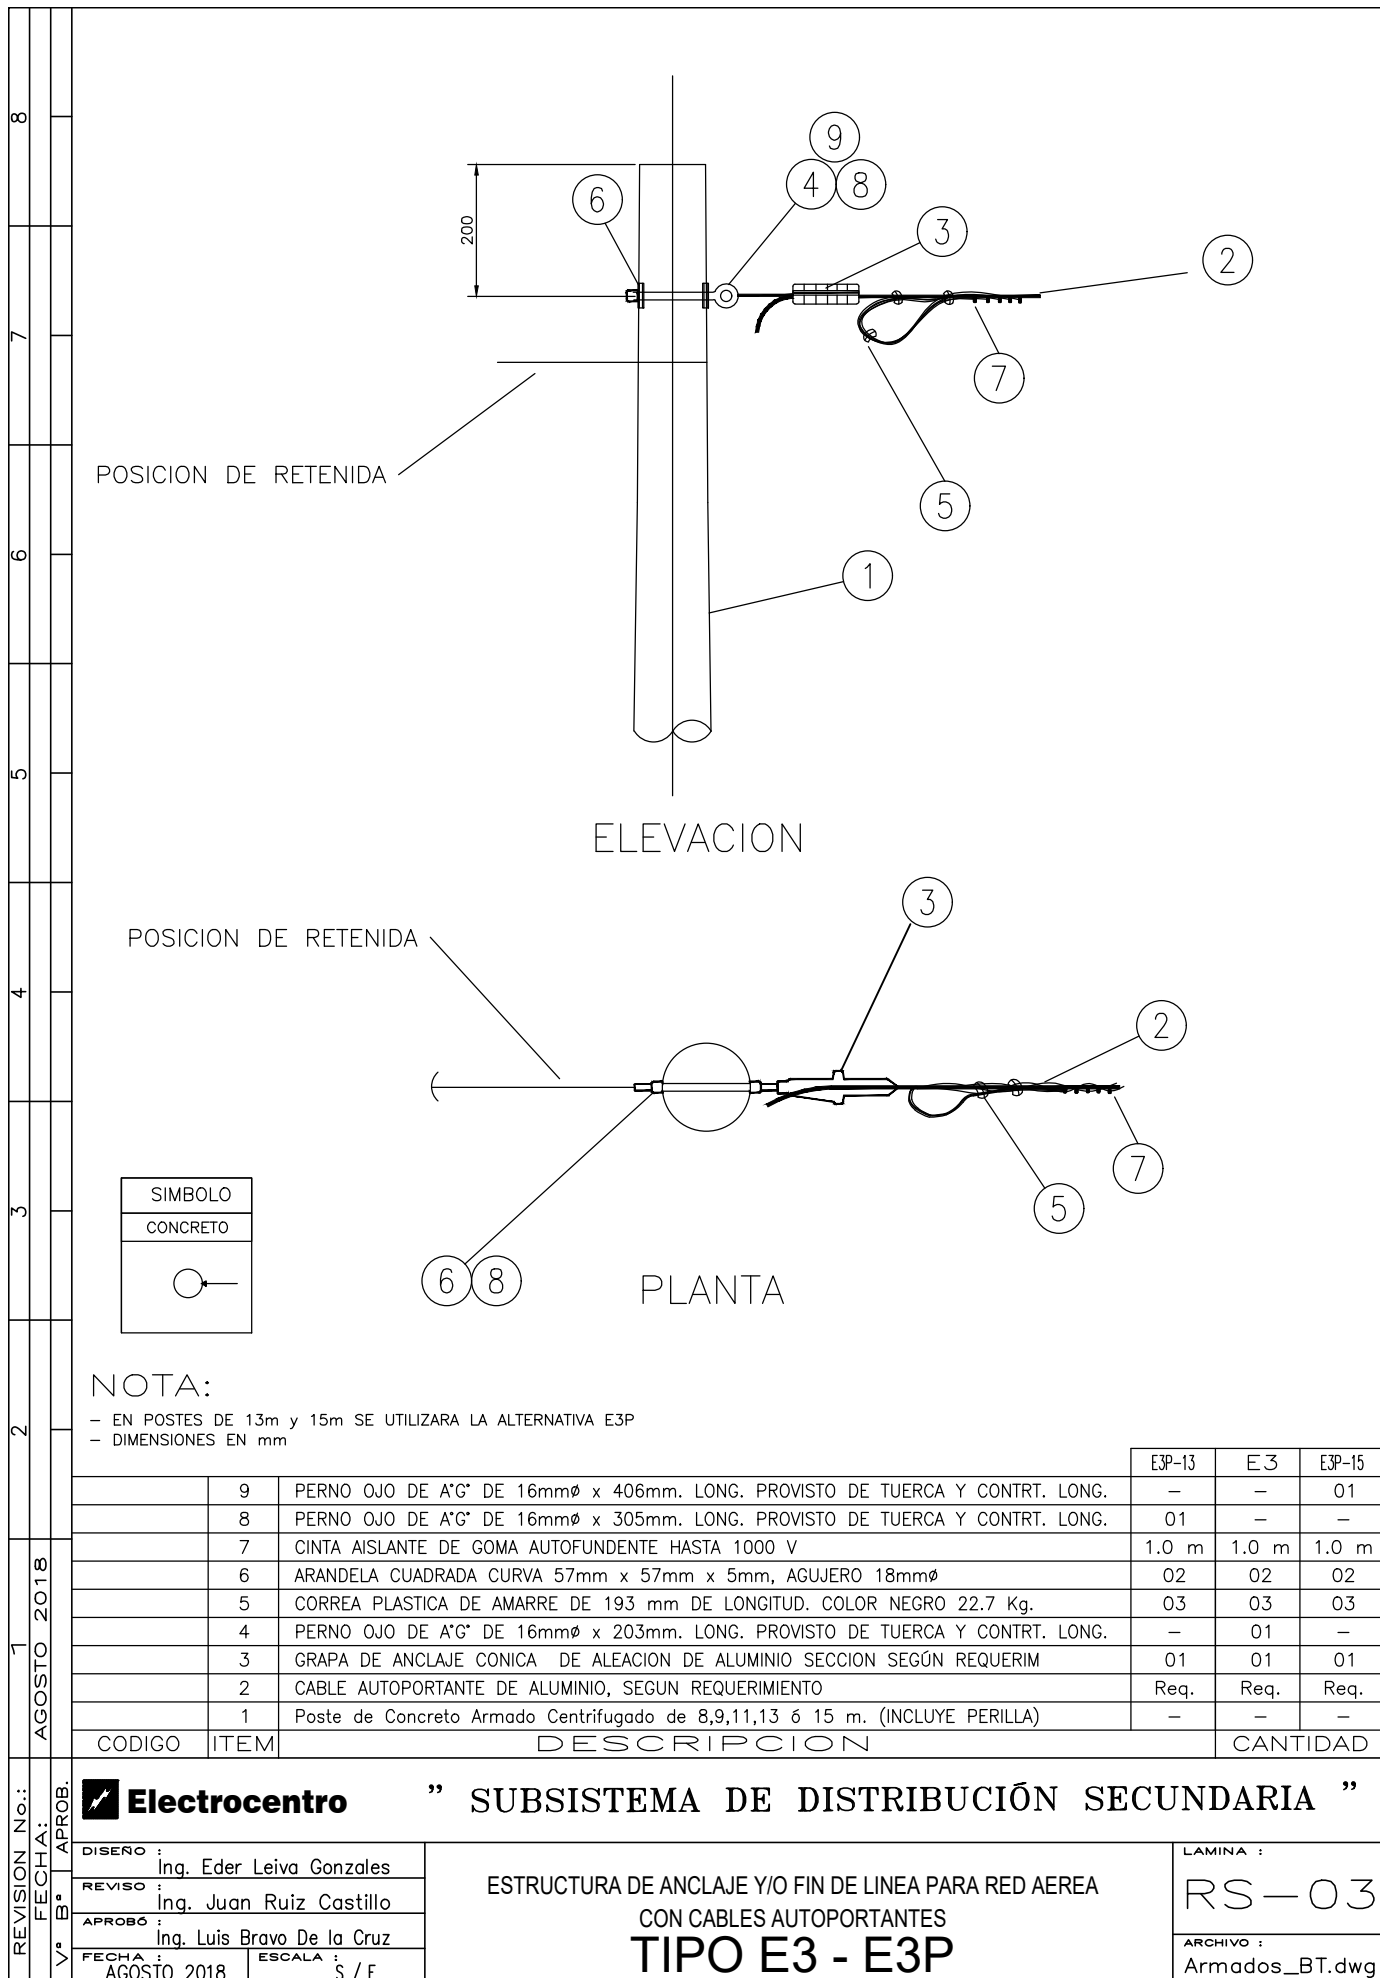 8
7
6
5
4
3
2
1
AGOSTO 2018
REVISION No.:
FECHA:
Vº Bº APROB.
9
4 8
6
3
2
200
7
POSICION DE RETENIDA
5
1
ELEVACION
3
POSICION DE RETENIDA
2
7
5
SIMBOLO
CONCRETO
6 8
PLANTA
NOTA:
– EN POSTES DE 13m y 15m SE UTILIZARA LA ALTERNATIVA E3P
– DIMENSIONES EN mm
E3P-13 E3 E3P-15
9 PERNO OJO DE A°G° DE 16mmø x 406mm. LONG. PROVISTO DE TUERCA Y CONTRT. LONG. – – 01
8 PERNO OJO DE A°G° DE 16mmø x 305mm. LONG. PROVISTO DE TUERCA Y CONTRT. LONG. 01 – –
7 CINTA AISLANTE DE GOMA AUTOFUNDENTE HASTA 1000 V 1.0 m 1.0 m 1.0 m
6 ARANDELA CUADRADA CURVA 57mm x 57mm x 5mm, AGUJERO 18mmø 02 02 02
5 CORREA PLASTICA DE AMARRE DE 193 mm DE LONGITUD. COLOR NEGRO 22.7 Kg. 03 03 03
4 PERNO OJO DE A°G° DE 16mmø x 203mm. LONG. PROVISTO DE TUERCA Y CONTRT. LONG. – 01 –
3 GRAPA DE ANCLAJE CONICA DE ALEACION DE ALUMINIO SECCION SEGÚN REQUERIM 01 01 01
2 CABLE AUTOPORTANTE DE ALUMINIO, SEGUN REQUERIMIENTO Req. Req. Req.
1 Poste de Concreto Armado Centrifugado de 8,9,11,13 ó 15 m. (INCLUYE PERILLA) – – –
CODIGO ITEM DESCRIPCION CANTIDAD
Electrocentro
" SUBSISTEMA DE DISTRIBUCIÓN SECUNDARIA "
DISEÑO :
Ing. Eder Leiva Gonzales
REVISO :
Ing. Juan Ruiz Castillo
APROBÓ :
Ing. Luis Bravo De la Cruz
FECHA :
AGOSTO 2018
ESCALA :
S/E
ESTRUCTURA DE ANCLAJE Y/O FIN DE LINEA PARA RED AEREA
CON CABLES AUTOPORTANTES
TIPO E3 - E3P
LAMINA :
RS-03
ARCHIVO :
Armados_BT.dwg